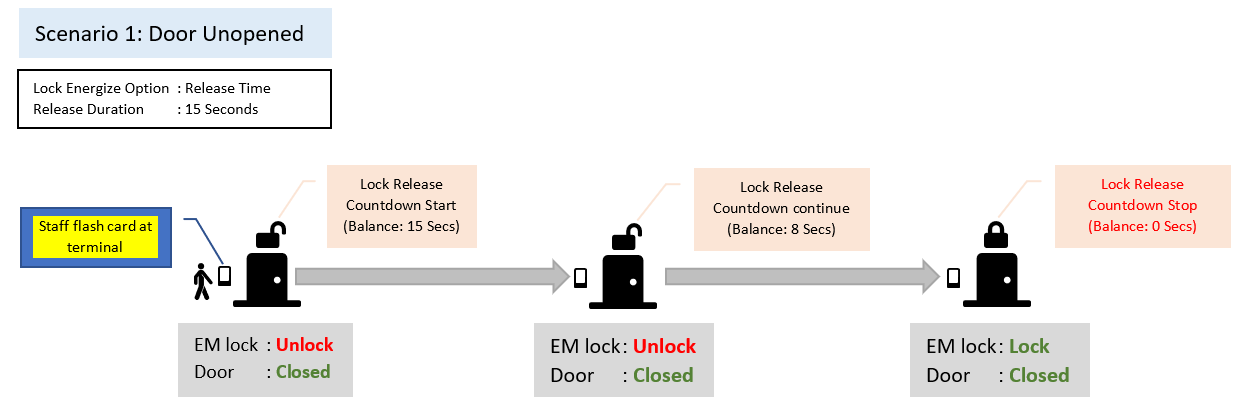 Scenario 1: Door Unopened
Lock Energize Option : Release Time
Release Duration : 15 Seconds
Staff flash card at
terminal
Lock Release
Countdown Start
(Balance: 15 Secs)
Lock Release
Countdown continue
(Balance: 8 Secs)
Lock Release
Countdown Stop
(Balance: 0 Secs)
EM lock : Unlock
Door : Closed
EM lock : Unlock
Door : Closed
EM lock : Lock
Door : Closed